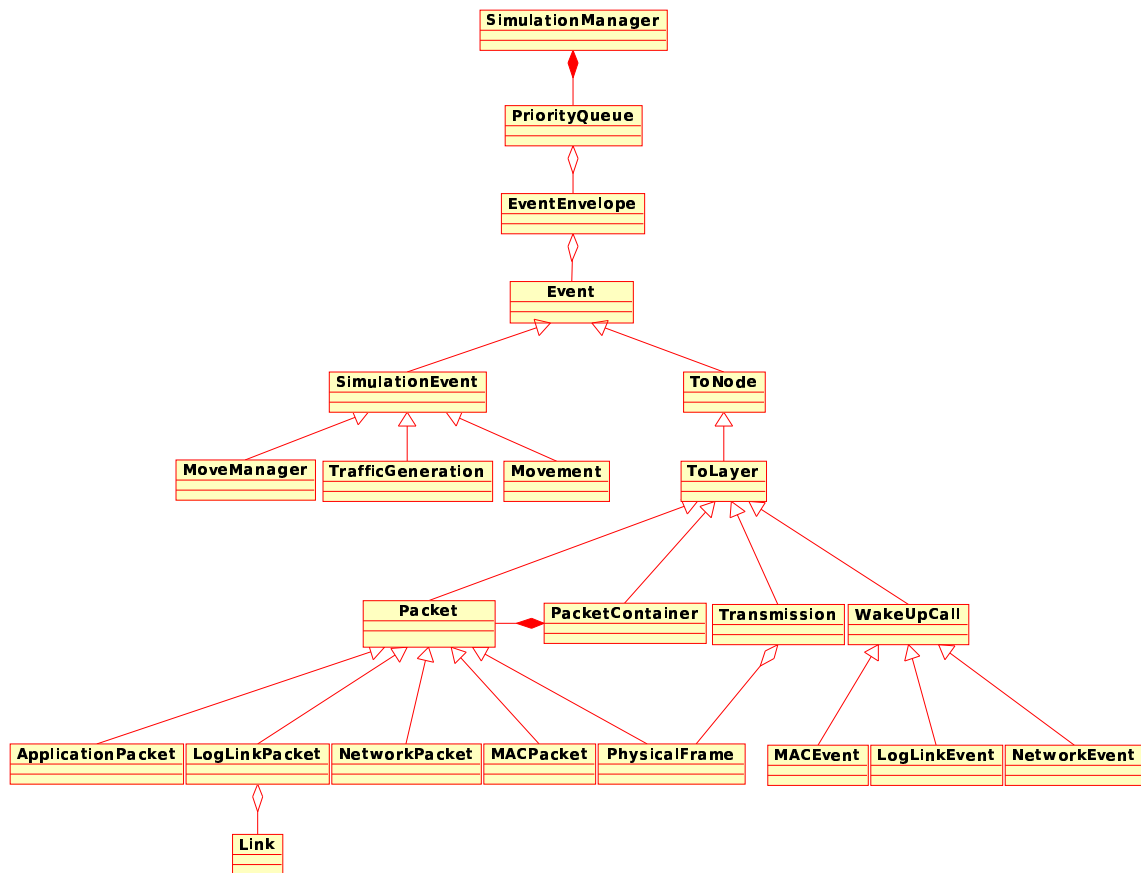 SimulationManager
PriorityQueue
EventEnvelope
Event
SimulationEvent
ToNode
MoveManager
TrafficGeneration
Movement
ToLayer
Packet
PacketContainer
Transmission
WakeUpCall
ApplicationPacket
LogLinkPacket
NetworkPacket
MACPacket
PhysicalFrame
MACEvent
LogLinkEvent
NetworkEvent
Link